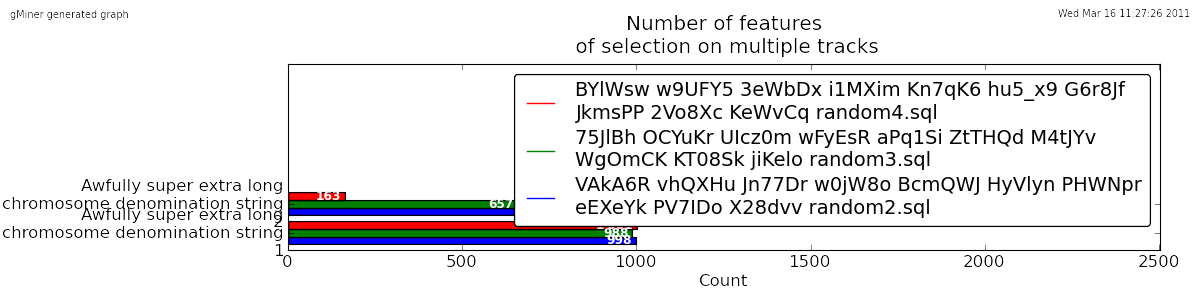 gMiner generated graph
Wed Mar 16 11:27:26 2011
Number of features
of selection on multiple tracks
BYlWsw w9UFY5 3eWbDx i1MXim Kn7qK6 hu5_x9 G6r8Jf
JkmsPP 2Vo8Xc KeWvCq random4.sql
75JlBh OCYuKr UIcz0m wFyEsR aPq1Si ZtTHQd M4tJYv
WgOmCK KT08Sk jiKelo random3.sql
VAkA6R vhQXHu Jn77Dr w0jW8o BcmQWJ HyVlyn PHWNpr
eEXeYk PV7IDo X28dvv random2.sql
Awfully super extra long
163
chromosome denomination string
657
Awfully super extra long
2
chromosome denomination string
988
998
1
0 500 1000 1500 2000 2500
Count